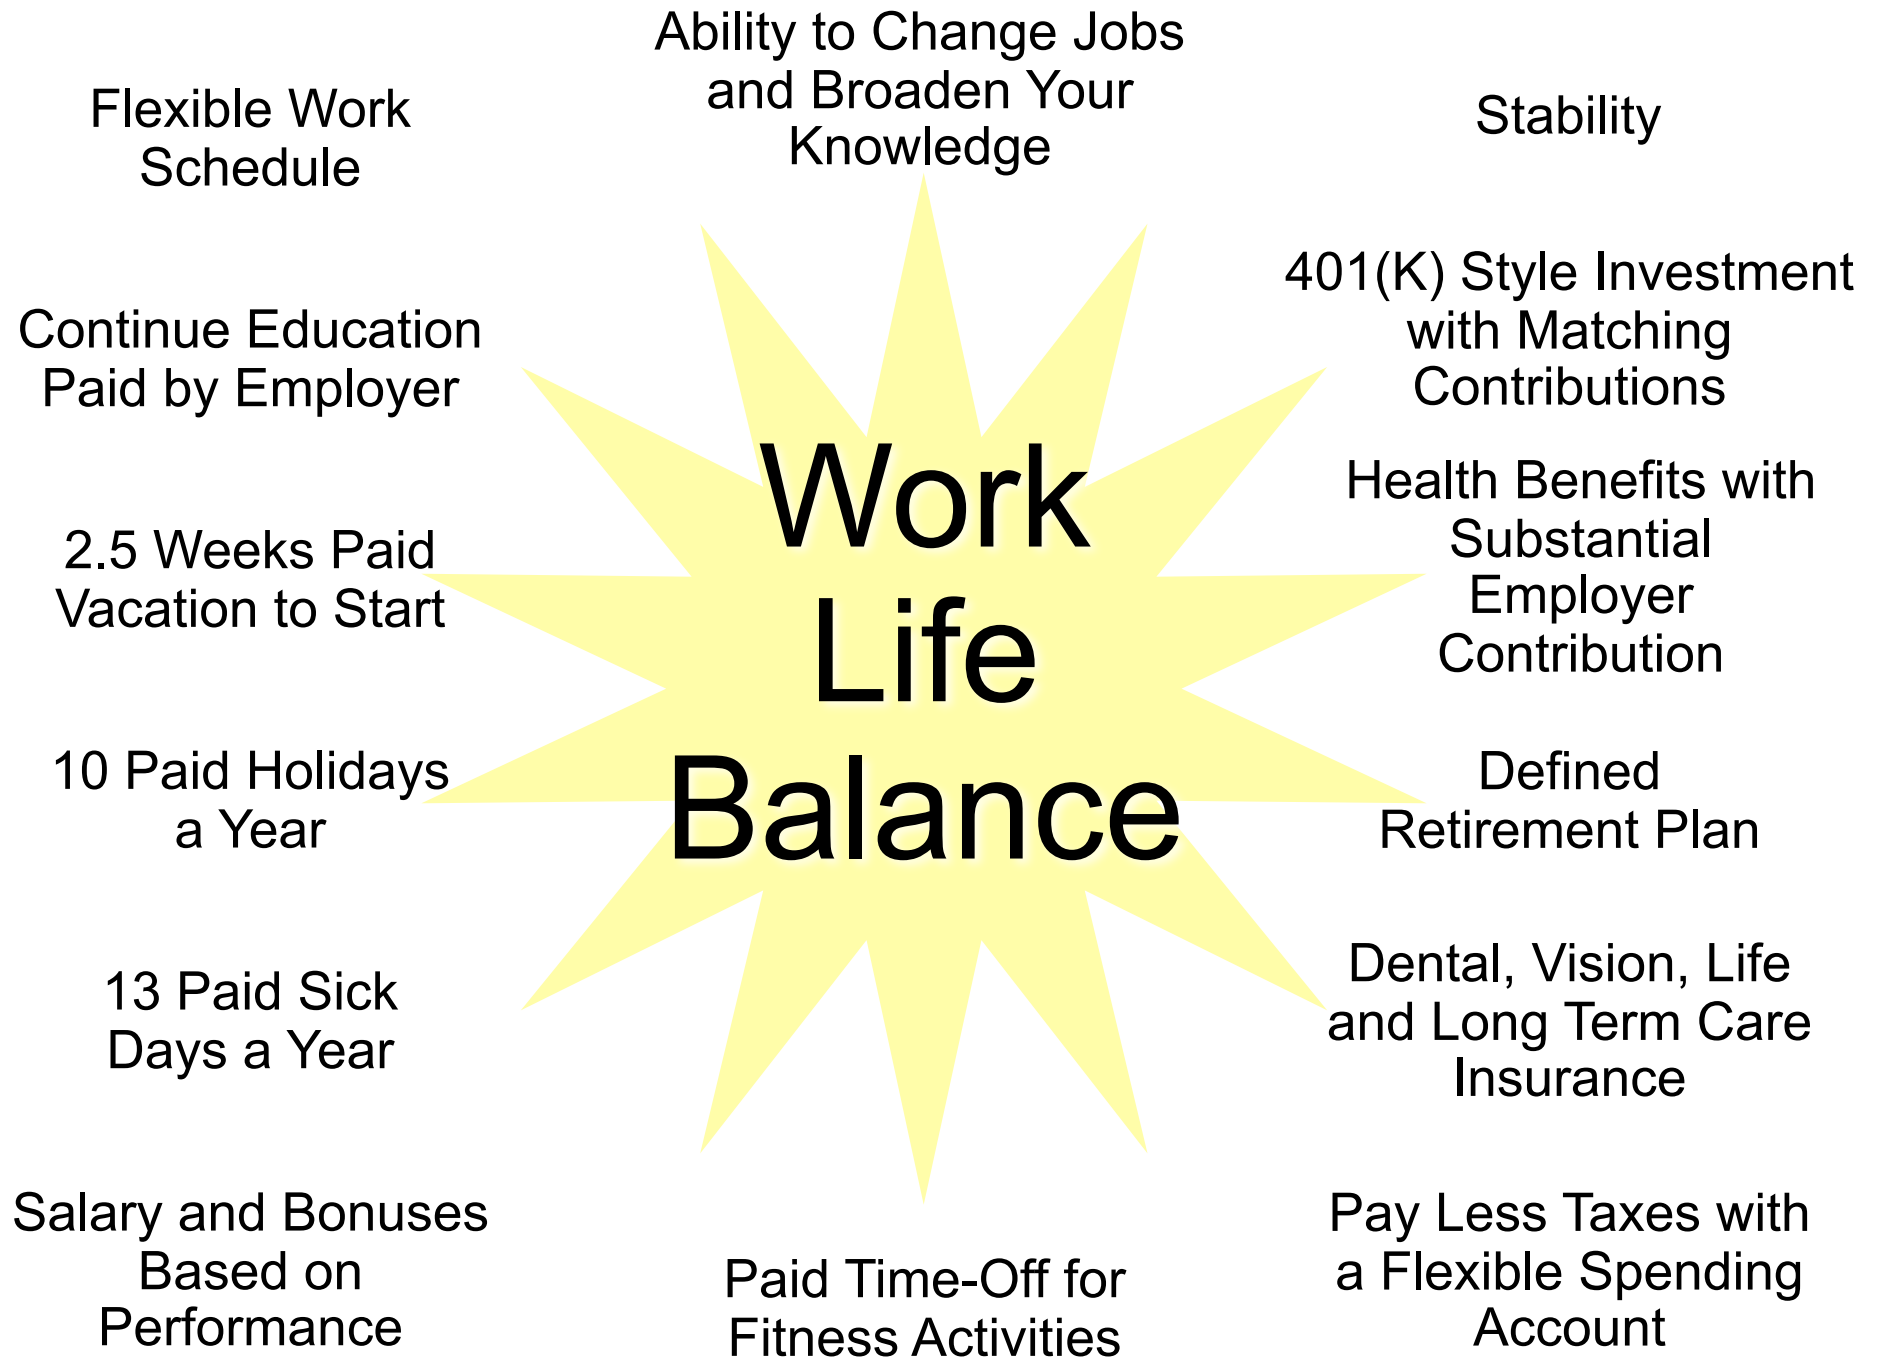 Ability to Change Jobs
and Broaden Your
Knowledge
Flexible Work
Schedule
Stability
Continue Education
Paid by Employer
401(K) Style Investment
with Matching
Contributions
2.5 Weeks Paid
Vacation to Start
Work
Life
Balance
Health Benefits with
Substantial
Employer
Contribution
10 Paid Holidays
a Year
Defined
Retirement Plan
13 Paid Sick
Days a Year
Dental, Vision, Life
and Long Term Care
Insurance
Salary and Bonuses
Based on
Performance
Paid Time-Off for
Fitness Activities
Pay Less Taxes with
a Flexible Spending
Account